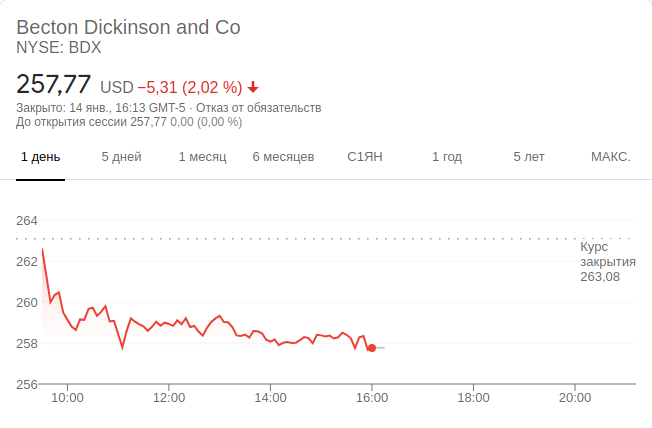 Becton Dickinson and Co
NYSE: BDX
257,77 USD −5,31 (2,02 %)
Закрыто: 14 янв., 16:13 GMT-5 · Отказ от обязательств
До открытия сессии 257,77 0,00 (0,00 %)
1 день 5 дней 1 месяц 6 месяцев С1ЯН 1 год 5 лет МАКС.
264
Курс
закрытия
263,08
262
260
258
256
10:00 12:00 14:00 16:00 18:00 20:00